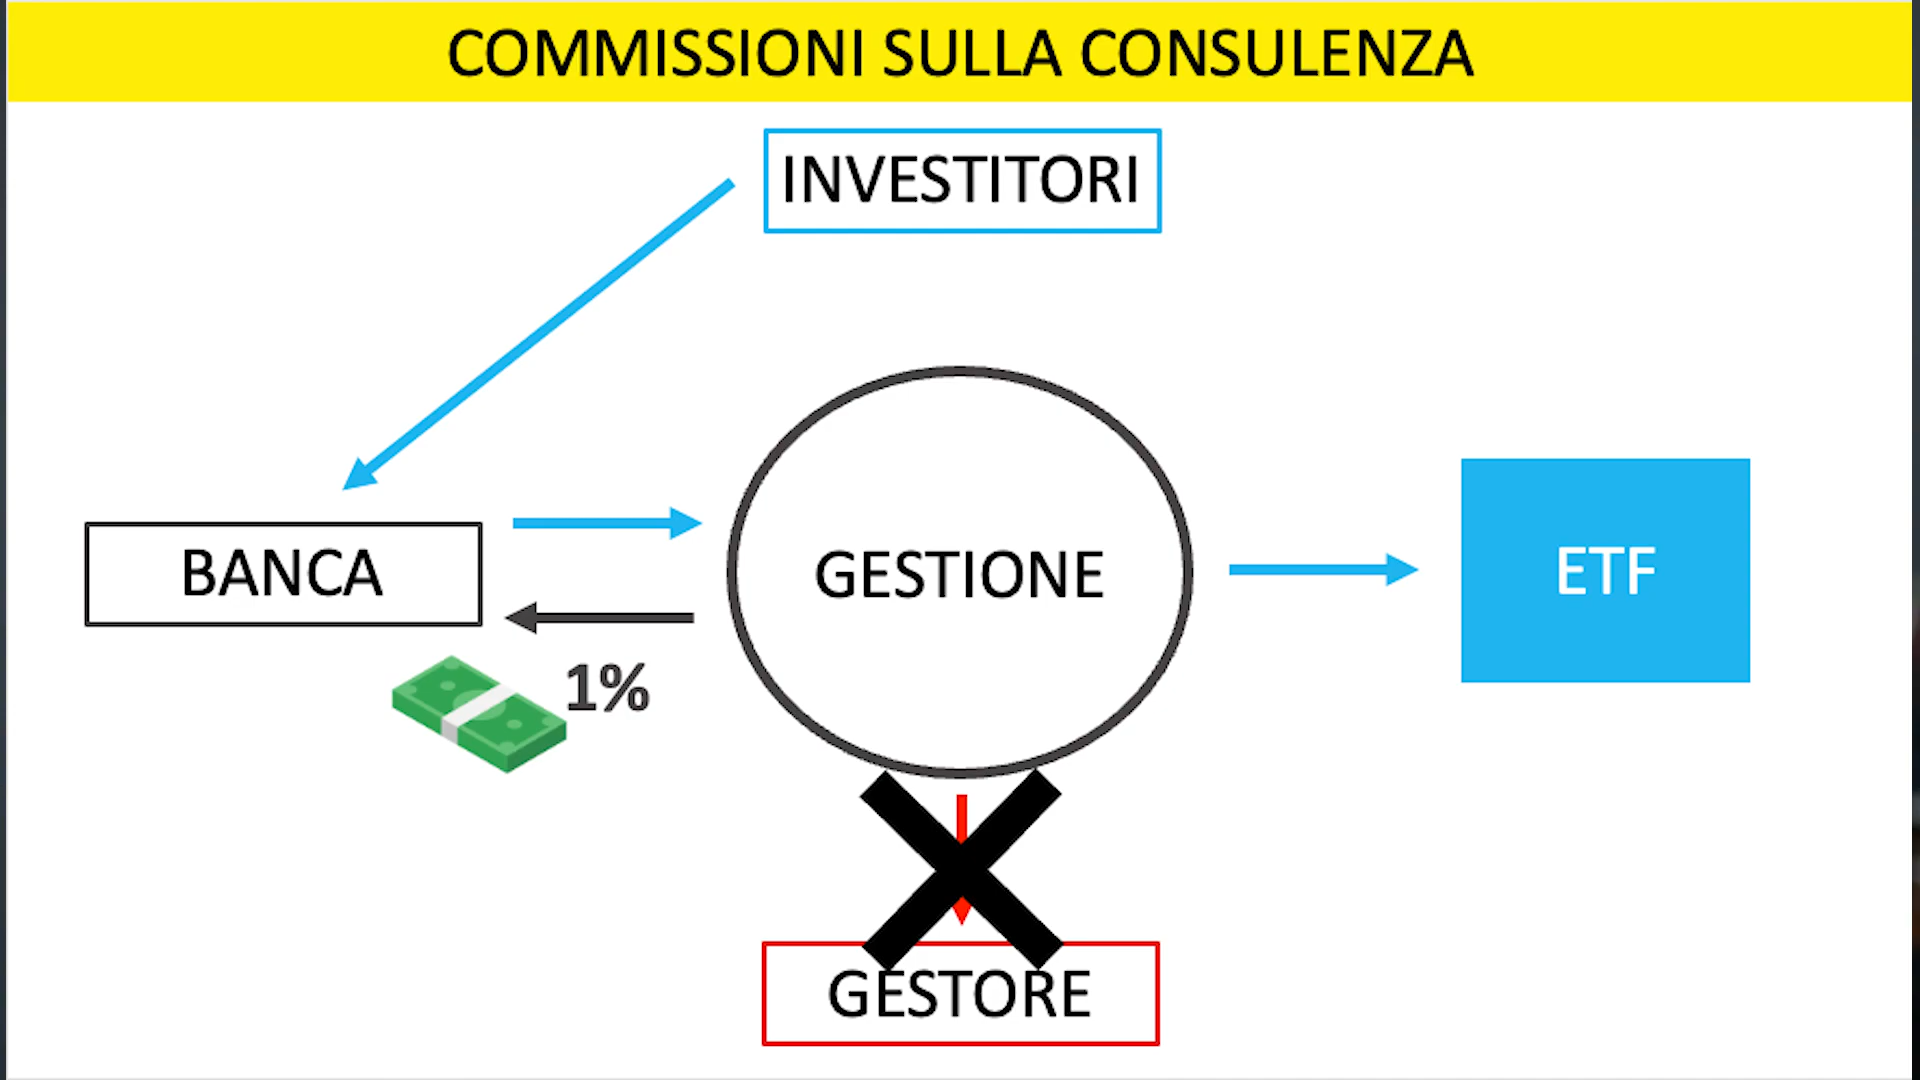 COMMISSIONI SULLA CONSULENZA
INVESTITORI
BANCA
GESTIONE
ETF
1%
GESTORE